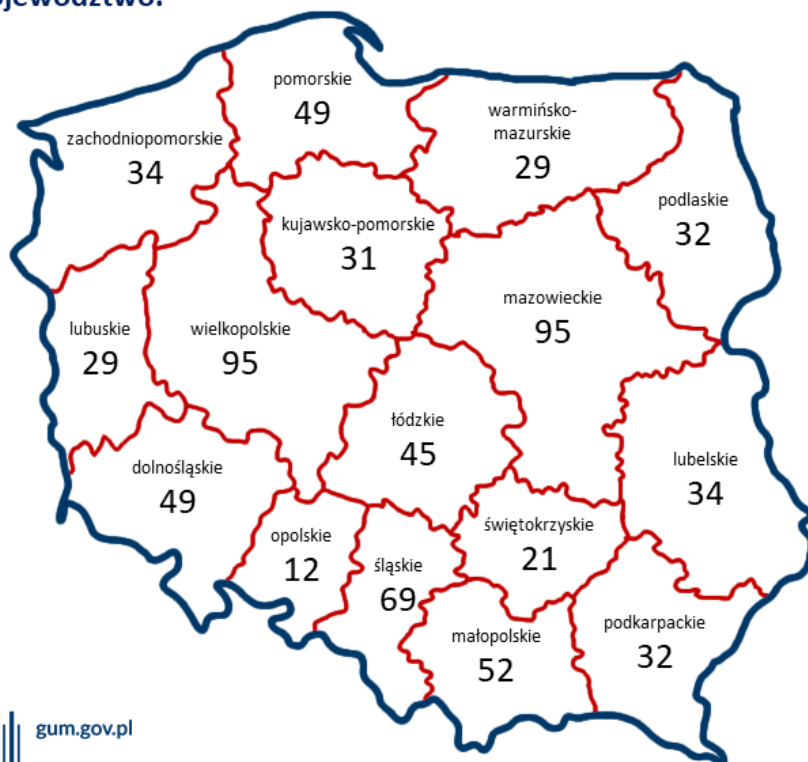 pomorskie
49
zachodniopomorskie
34
warmińsko-
mazurskie
29
podlaskie
32
kujawsko-pomorskie
31
mazowieckie
95
lubuskie
29
wielkopolskie
95
łódzkie
45
dolnośląskie
49
lubelskie
34
opolskie
12
śląskie
69
świętokrzyskie
21
małopolskie
52
podkarpackie
32
gum.gov.pl